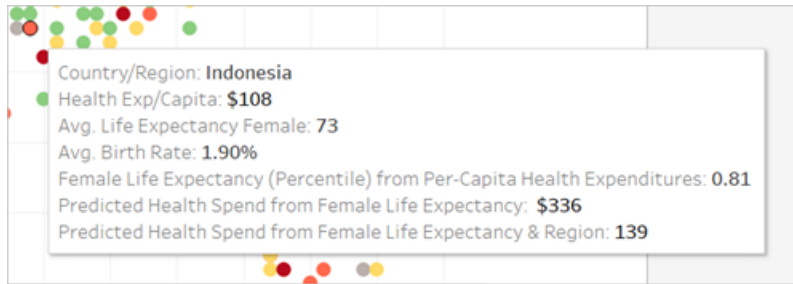 Country/Region: Indonesia
Health Exp/Capita: $108
Avg. Life Expectancy Female: 73
Avg. Birth Rate: 1.90%
Female Life Expectancy (Percentile) from Per-Capita Health Expenditures: 0.81
Predicted Health Spend from Female Life Expectancy: $336
Predicted Health Spend from Female Life Expectancy & Region: 139